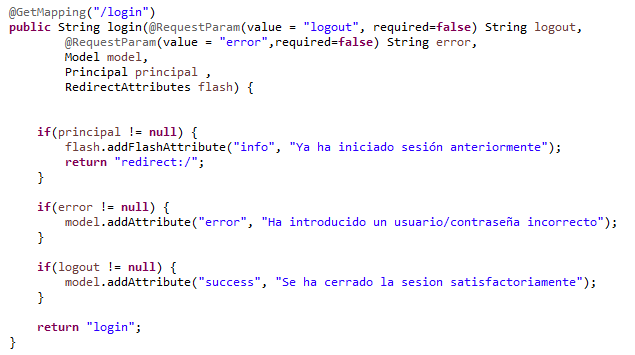 @GetMapping("/login")
public String login(@RequestParam(value = "logout", required=false) String logout,
        @RequestParam(value = "error",required=false) String error,
        Model model,
        Principal principal ,
        RedirectAttributes flash) {
    if(principal != null) {
        flash.addFlashAttribute("info", "Ya ha iniciado sesión anteriormente");
        return "redirect:/";
    }
    if(error != null) {
        model.addAttribute("error", "Ha introducido un usuario/contraseña incorrecto");
    }
    if(logout != null) {
        model.addAttribute("success", "Se ha cerrado la sesion satisfactoriamente");
    }
    return "login";
}